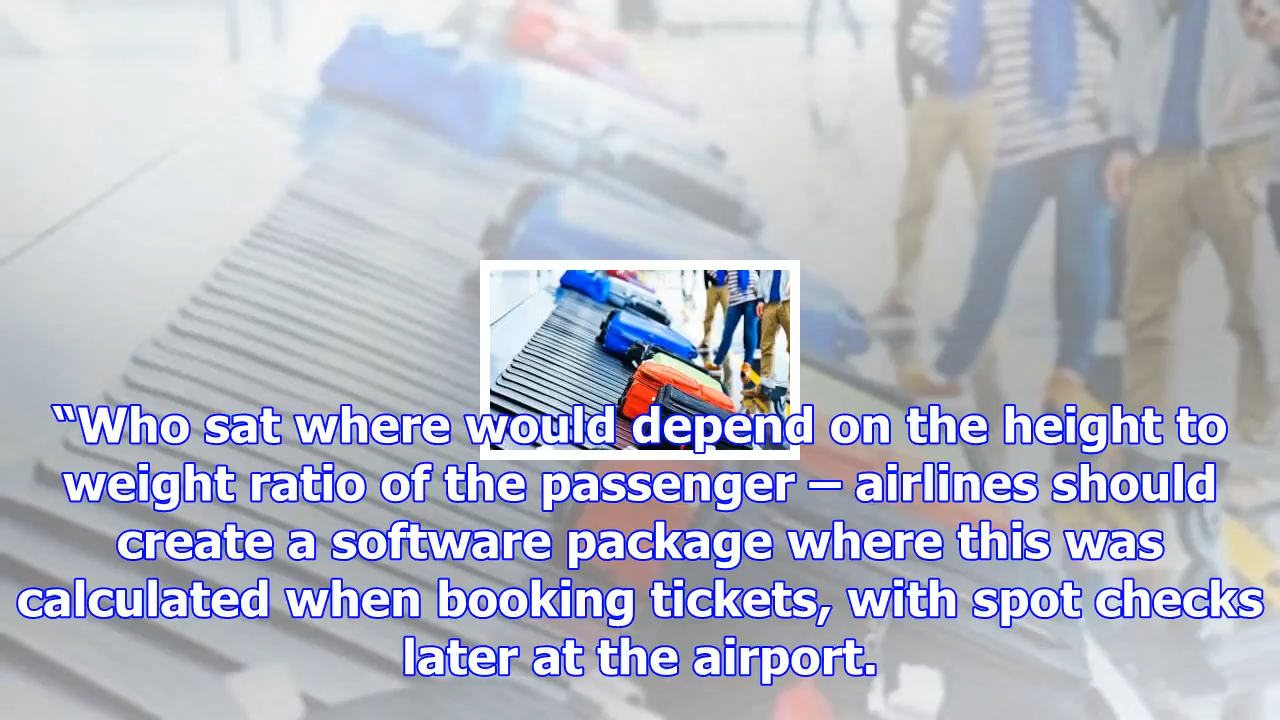 “Who sat where would depend on the height to
weight ratio of the passenger – airlines should
create a software package where this was
calculated when booking tickets, with spot checks
later at the airport.